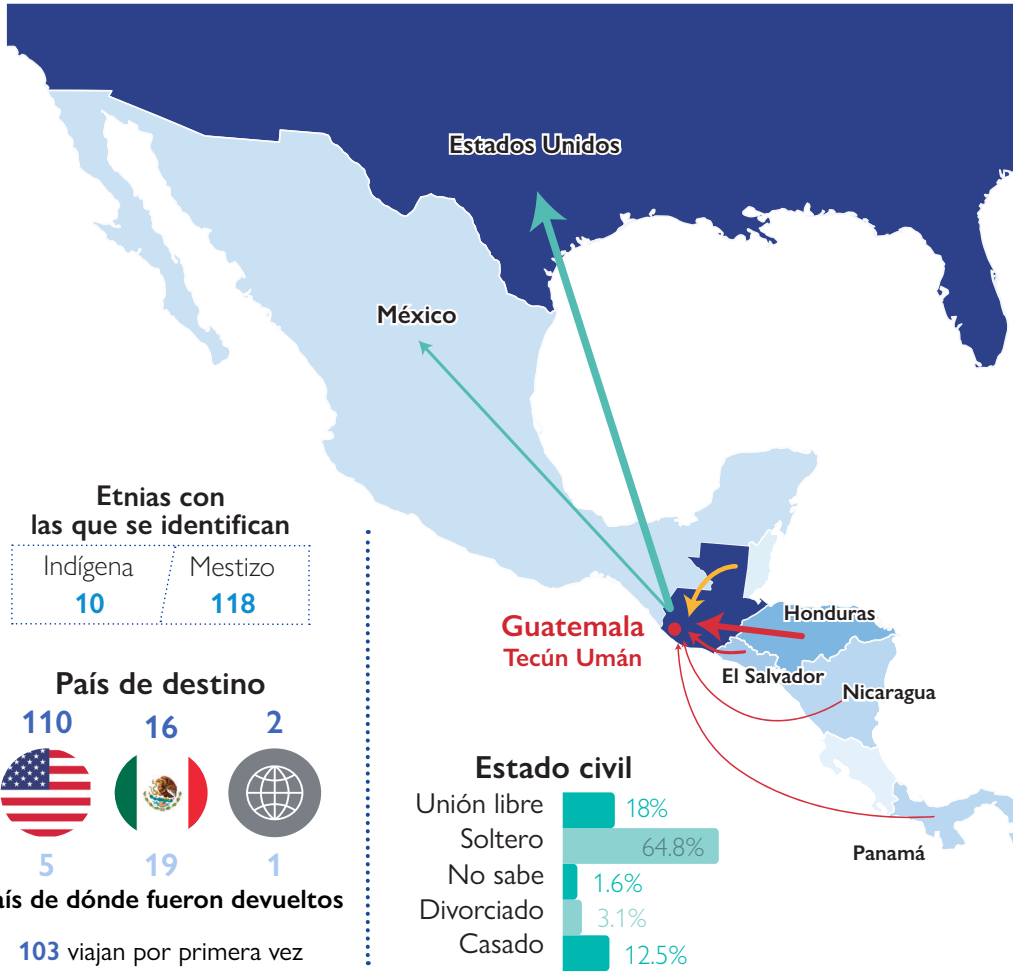 Estados Unidos
México
Etnias con
las que se identifican
Indígena
Mestizo
10
118
Honduras
Guatemala
Tecún Umán
El Salvador
Nicaragua
País de destino
110
16
2
5
19
1
aís de dónde fueron devueltos
103 viajan por primera vez
Estado civil
Unión libre
18%
Soltero
64.8%
No sabe
1.6%
Divorciado
3.1%
Casado
12.5%
Panamá